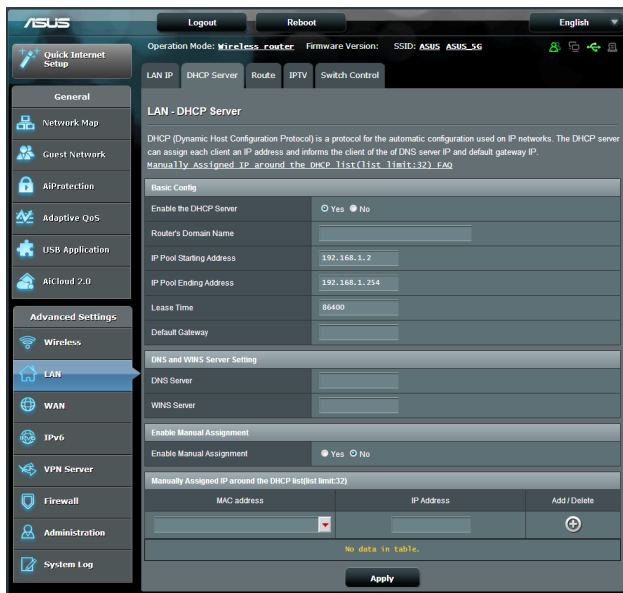 ASUS
Logout
Reboot
English
Quick Internet
Setup
Operation Mode: Wireless router Firmware Version: SSID: ASUS ASUS_5G
LAN IP DHCP Server Route IPTV Switch Control
General
Network Map
Guest Network
AiProtection
Adaptive QoS
USB Application
AiCloud 2.0
Advanced Settings
Wireless
LAN
WAN
IPv6
VPN Server
Firewall
Administration
System Log
LAN - DHCP Server
DHCP (Dynamic Host Configuration Protocol) is a protocol for the automatic configuration used on IP networks. The DHCP server
can assign each client an IP address and informs the client of the of DNS server IP and default gateway IP.
Manually Assigned IP around the DHCP list(list limit:32) FAQ
Basic Config
Enable the DHCP Server Yes No
Router's Domain Name
IP Pool Starting Address 192.168.1.2
IP Pool Ending Address 192.168.1.254
Lease Time 86400
Default Gateway
DNS and WINS Server Setting
DNS Server
WINS Server
Enable Manual Assignment
Enable Manual Assignment Yes No
Manually Assigned IP around the DHCP list(list limit:32)
MAC address IP Address Add / Delete
No data in table.
Apply